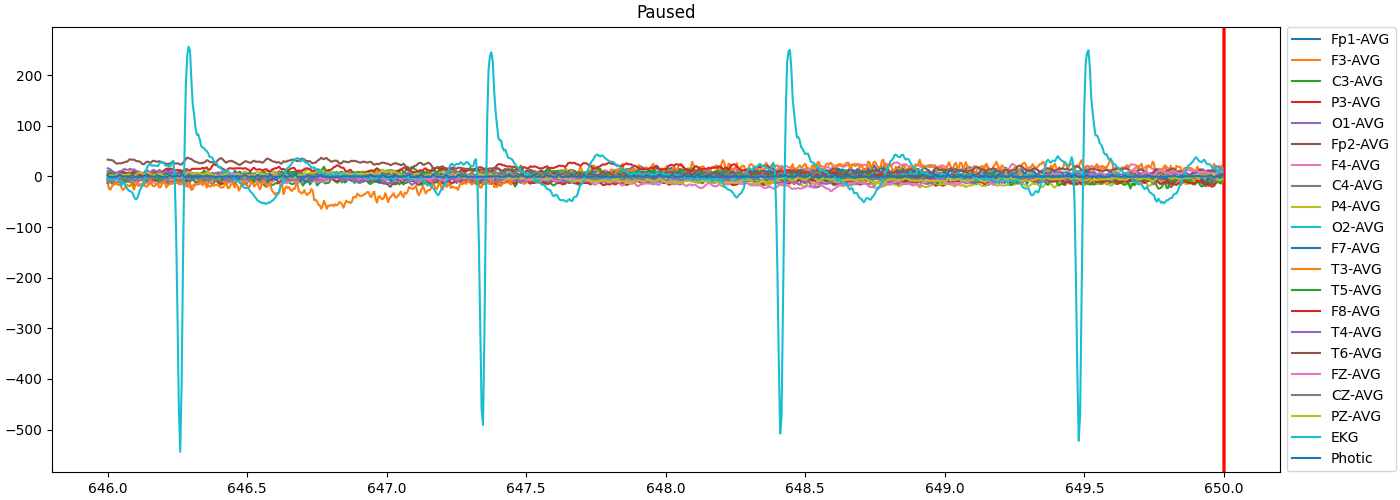 Paused
200
100
0
−100
−200
−300
−400
−500
646.0 646.5 647.0 647.5 648.0 648.5 649.0 649.5 650.0
Fp1-AVG
F3-AVG
C3-AVG
P3-AVG
O1-AVG
Fp2-AVG
F4-AVG
C4-AVG
P4-AVG
O2-AVG
F7-AVG
T3-AVG
T5-AVG
F8-AVG
T4-AVG
T6-AVG
FZ-AVG
CZ-AVG
PZ-AVG
EKG
Photic